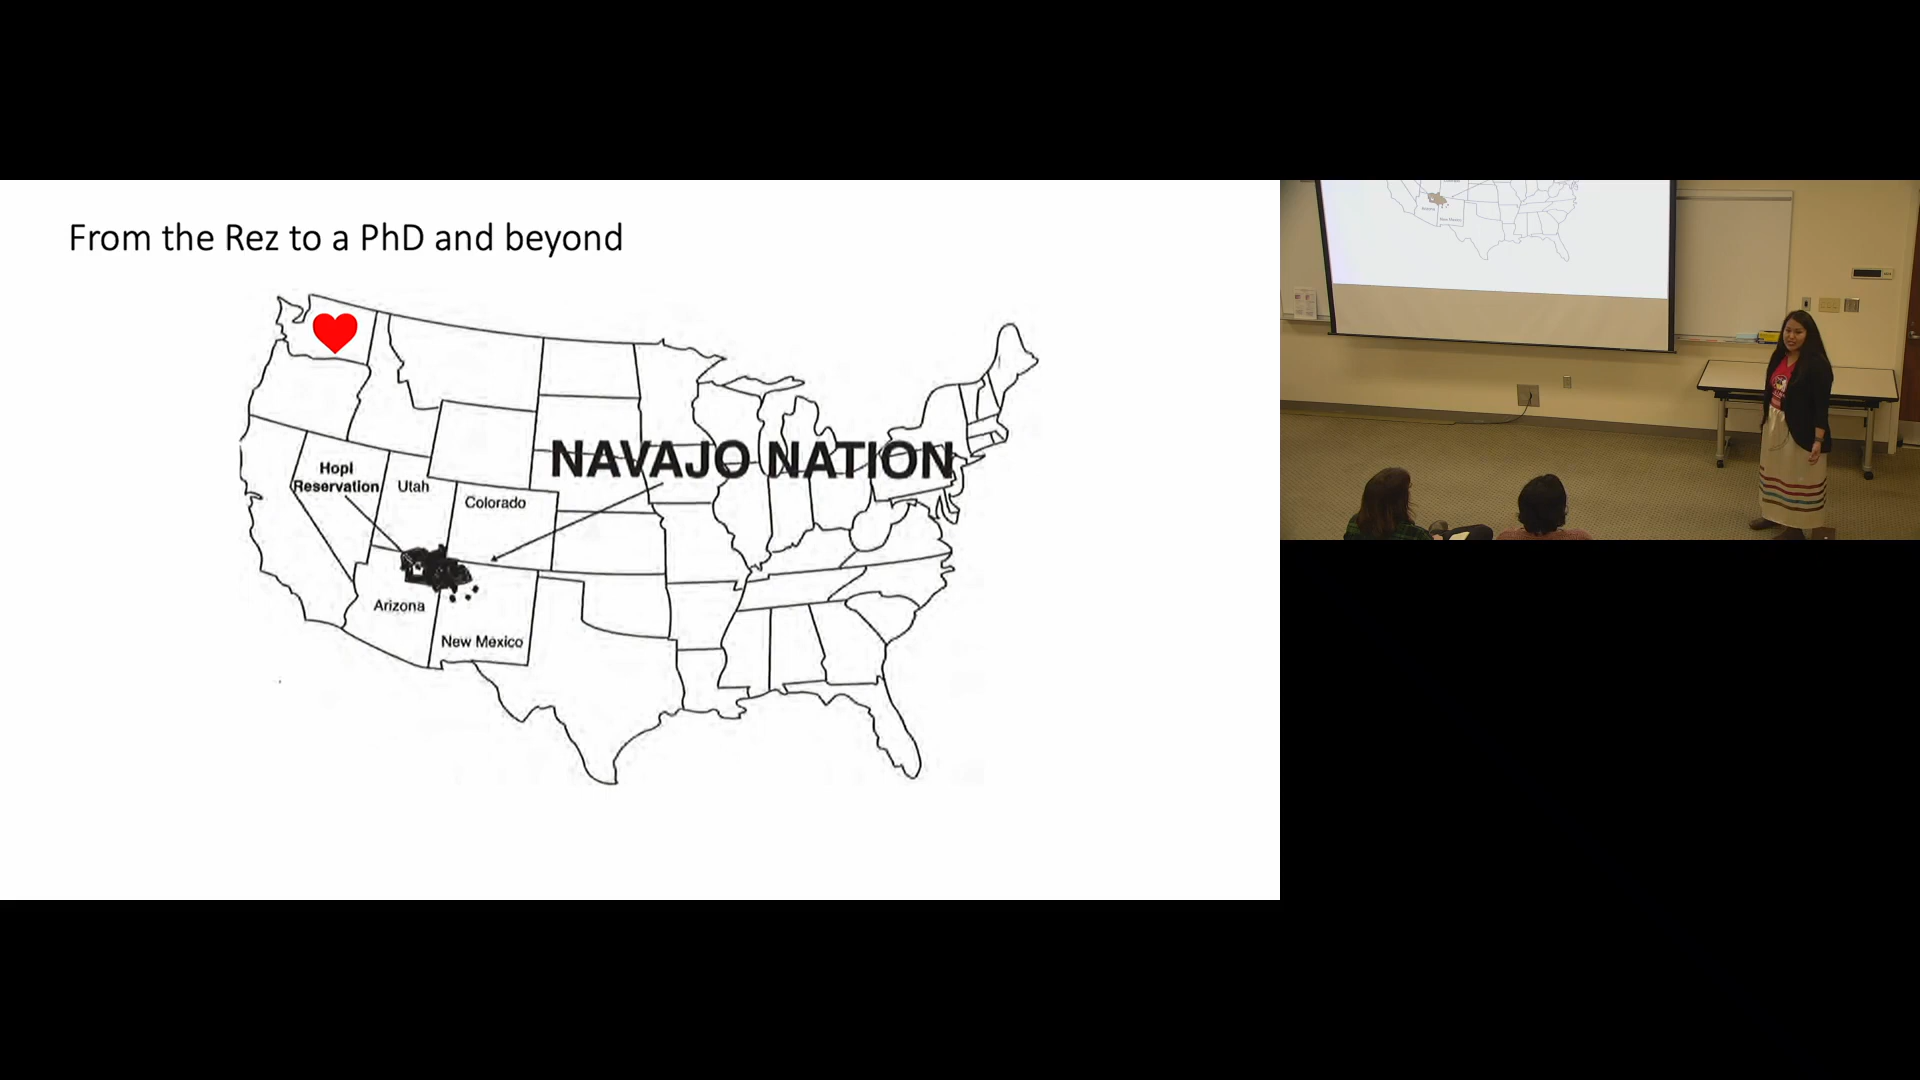 From the Rez to a PhD and beyond
NAVAJO NATION
Hopi
Reservation
Utah
Colorado
Arizona
New Mexico